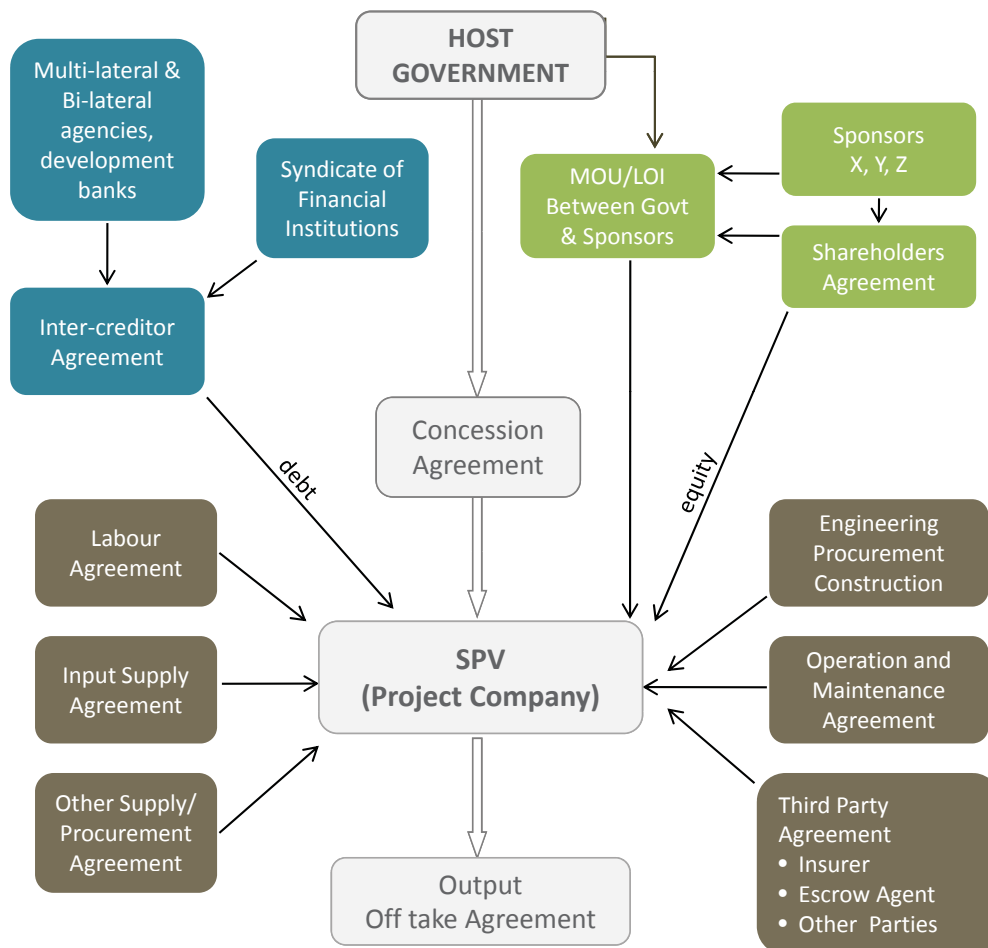 HOST
GOVERNMENT
Multi-lateral &
Bi-lateral
agencies,
development
banks
Syndicate of
Financial
Institutions
MOU/LOI
Between Govt
& Sponsors
Sponsors
X, Y, Z
Shareholders
Agreement
Inter-creditor
Agreement
Concession
Agreement
debt
equity
Labour
Agreement
Engineering
Procurement
Construction
Input Supply
Agreement
SPV
(Project Company)
Operation and
Maintenance
Agreement
Other Supply/
Procurement
Agreement
Third Party
Agreement
• Insurer
• Escrow Agent
• Other Parties
Output
Off take Agreement